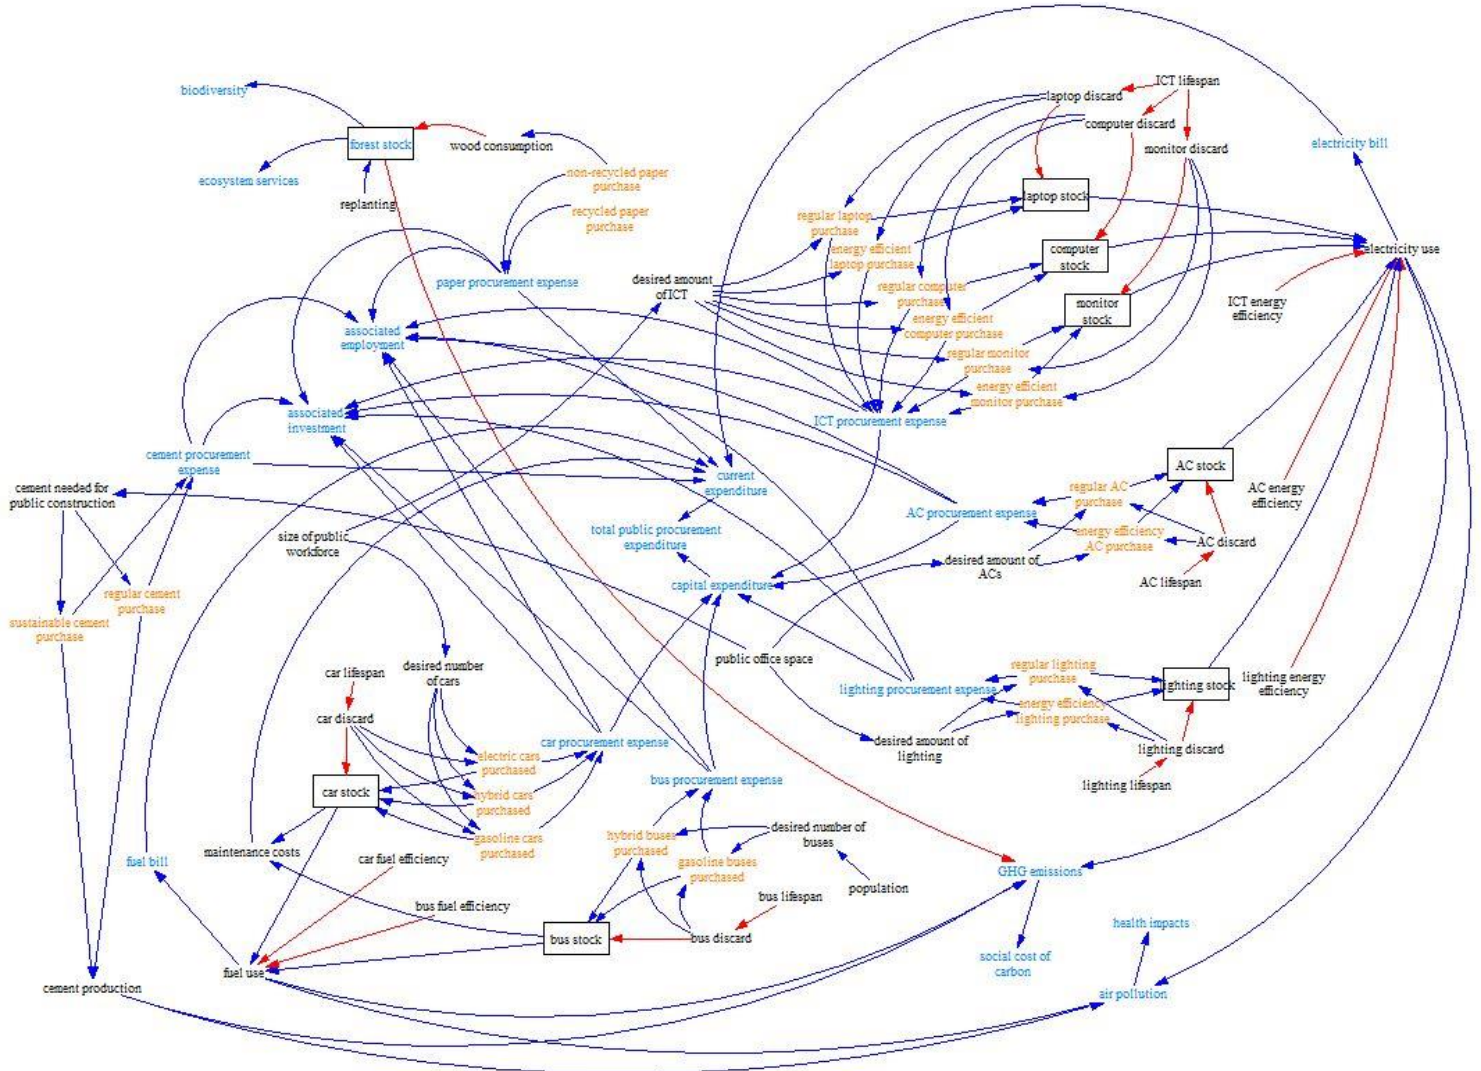 biodiversity
forest stock
wood consumption
ecosystem services
replanting
non-recycled paper
purchase
recycled paper
purchase
paper procurement expense
ICT lifespan
laptop discard
computer discard
monitor discard
electricity bill
laptop stock
regular laptop
purchase
energy efficient
laptop purchase
computer
stock
electricity use
desired amount
of ICT
regular computer
purchase
monitor
stock
ICT energy
efficiency
energy efficient
computer purchase
associated
employment
regular monitor
purchase
energy efficient
monitor purchase
associated
investment
ICT procurement expense
cement procurement
expense
current
expenditure
AC stock
cement needed for
public construction
regular AC
purchase
AC energy
efficiency
AC procurement expense
size of public
workforce
total public procurement
expenditure
energy efficiency
AC purchase
AC discard
desired amount of
ACs
AC lifespan
capital expenditure
regular cement
purchase
sustainable cement
purchase
public office space
car lifespan
desired number
of cars
regular lighting
purchase
lighting stock
lighting energy
efficiency
lighting procurement expense
energy efficiency
lighting purchase
car discard
car procurement expense
desired amount of
lighting
lighting discard
electric cars
purchased
bus procurement expense
lighting lifespan
car stock
hybrid cars
purchased
gasoline cars
purchased
hybrid buses
purchased
desired number of
buses
maintenance costs
fuel bill
car fuel efficiency
gasoline buses
purchased
GHG emissions
population
bus lifespan
bus fuel efficiency
bus stock
bus discard
health impacts
social cost of
carbon
fuel use
cement production
air pollution